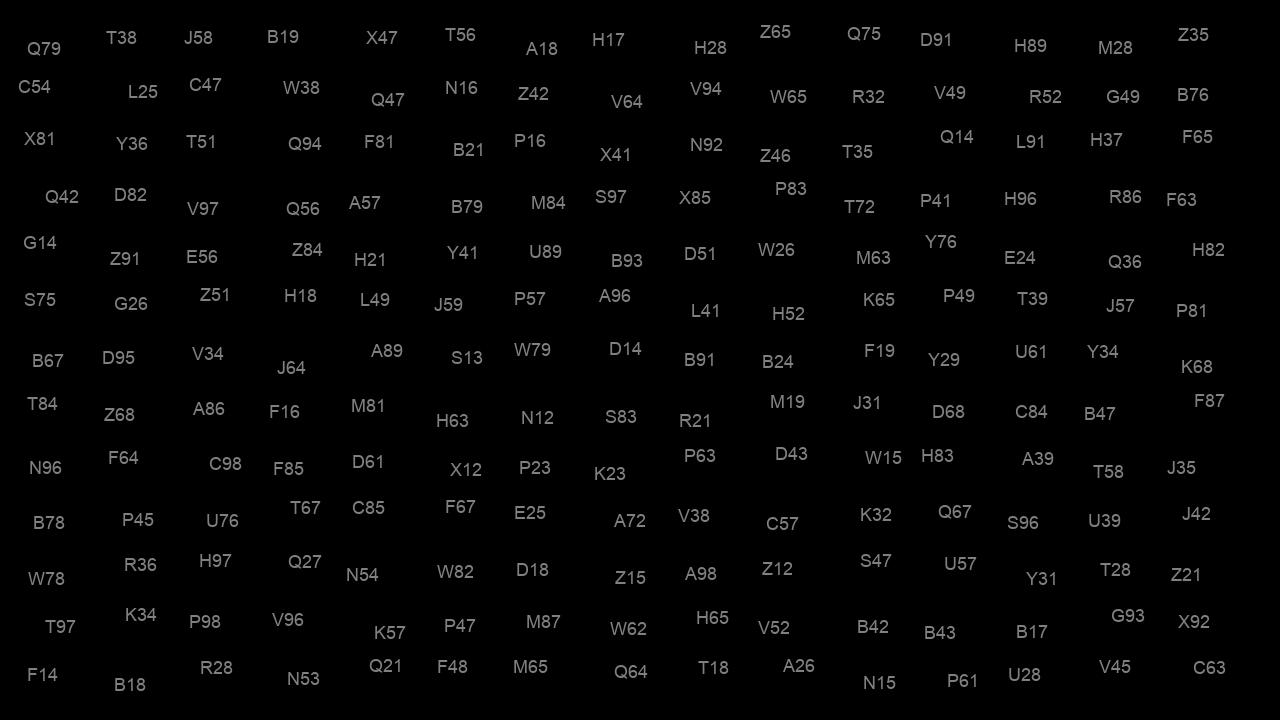 Q79 T38 J58 B19 X47 T56 A18 H17 H28 Z65 Q75 D91 H89 M28 Z35
C54 L25 C47 W38 Q47 N16 Z42 V64 V94 W65 R32 V49 R52 G49 B76
X81 Y36 T51 Q94 F81 B21 P16 X41 N92 Z46 T35 Q14 L91 H37 F65
Q42 D82 V97 Q56 A57 B79 M84 S97 X85 P83 T72 P41 H96 R86 F63
G14 Z91 E56 Z84 H21 Y41 U89 B93 D51 W26 M63 Y76 E24 Q36 H82
S75 G26 Z51 H18 L49 J59 P57 A96 L41 H52 K65 P49 T39 J57 P81
B67 D95 V34 J64 A89 S13 W79 D14 B91 B24 F19 Y29 U61 Y34 K68
T84 Z68 A86 F16 M81 H63 N12 S83 R21 M19 J31 D68 C84 B47 F87
N96 F64 C98 F85 D61 X12 P23 K23 P63 D43 W15 H83 A39 T58 J35
B78 P45 U76 T67 C85 F67 E25 A72 V38 C57 K32 Q67 S96 U39 J42
W78 R36 H97 Q27 N54 W82 D18 Z15 A98 Z12 S47 U57 Y31 T28 Z21
T97 K34 P98 V96 K57 P47 M87 W62 H65 V52 B42 B43 B17 G93 X92
F14 B18 R28 N53 Q21 F48 M65 Q64 T18 A26 N15 P61 U28 V45 C63